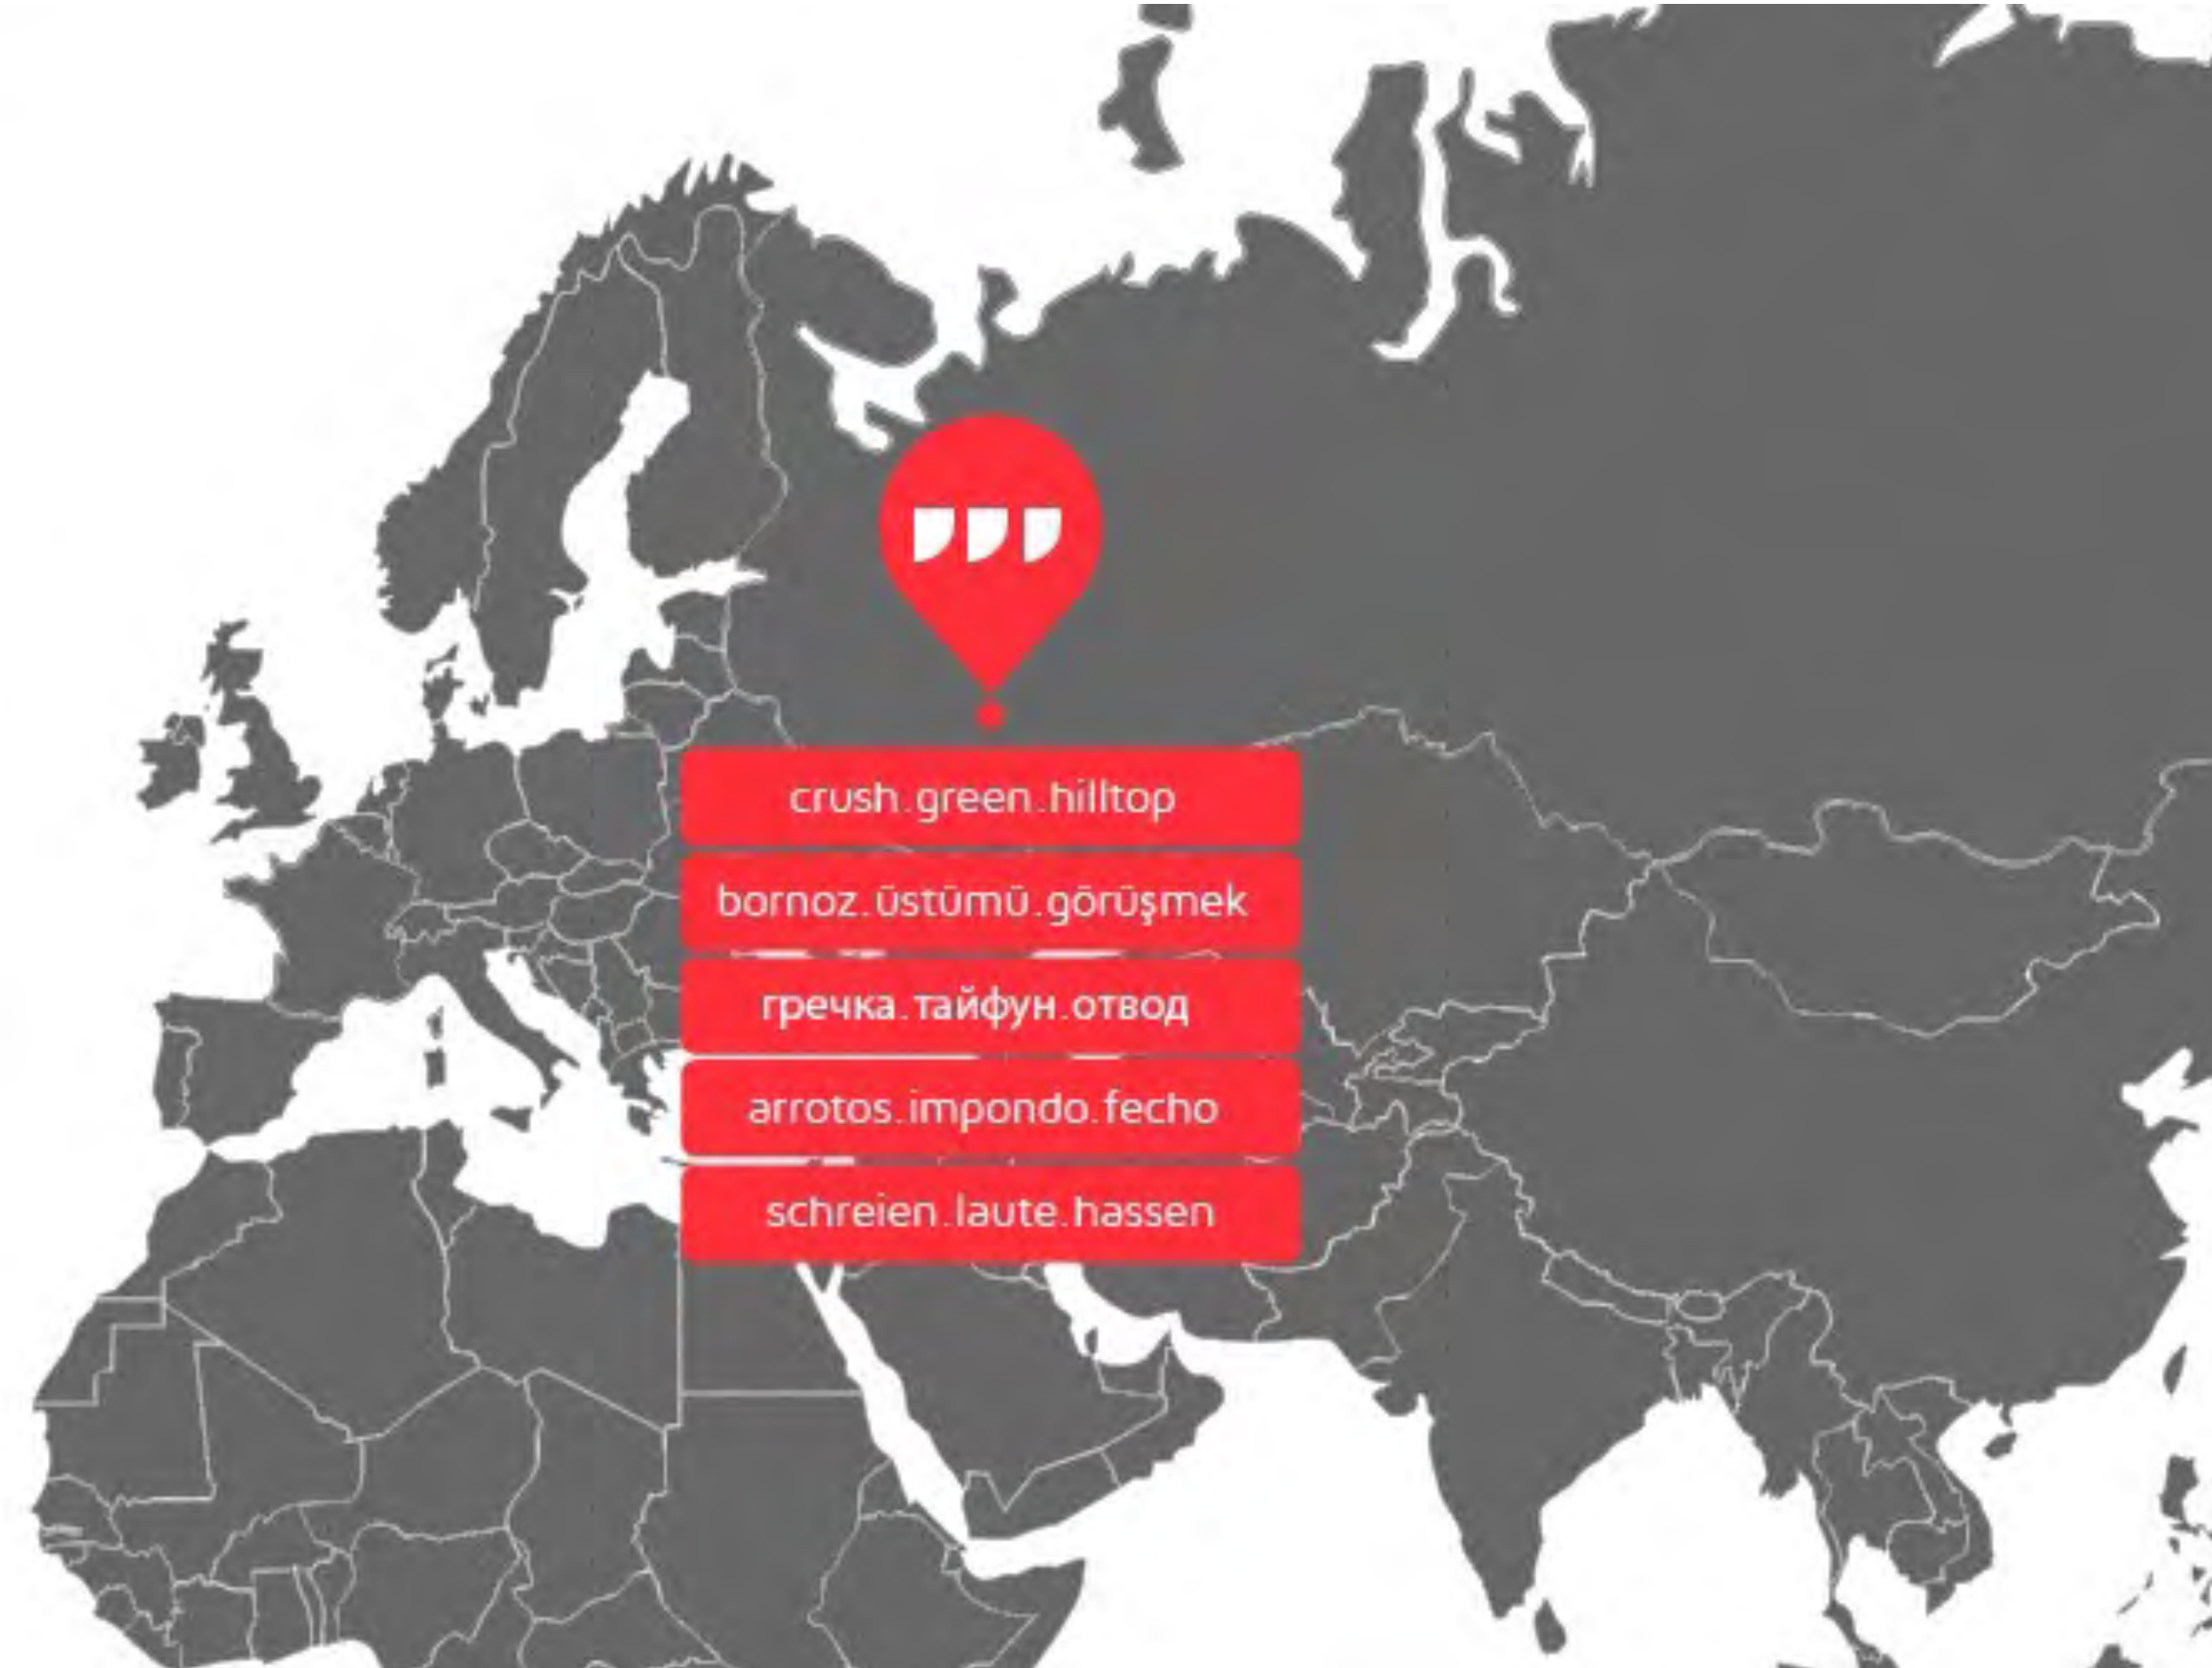 crush.green.hilltop
bornoz.üstümü.görüşmek
гречка.тайфун.отвод
arrotos.impondo.fecho
schreien.laute.hassen